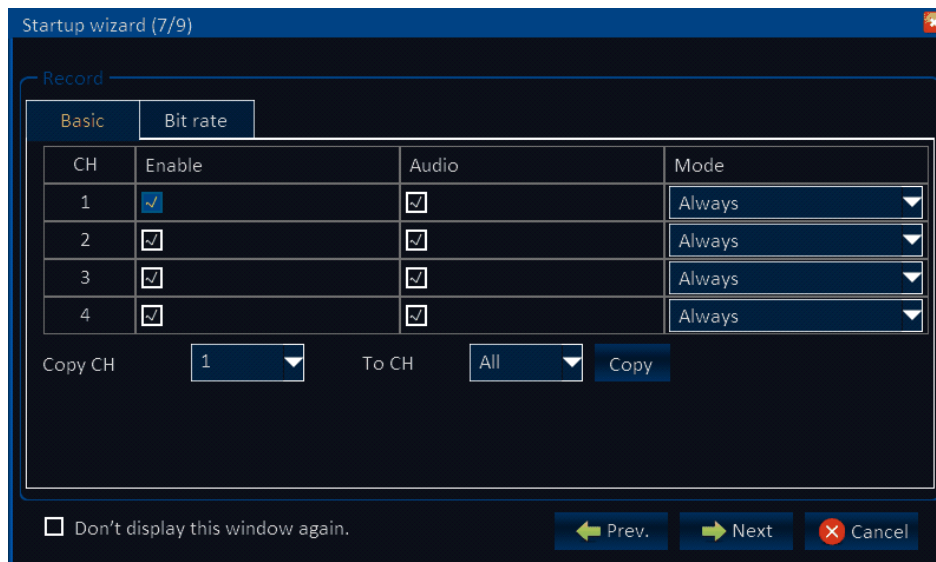 Startup wizard (7/9)
Record
Basic Bit rate
CH Enable Audio Mode
1 Always
2 Always
3 Always
4 Always
Copy CH 1 To CH All Copy
Don't display this window again. Prev. Next Cancel